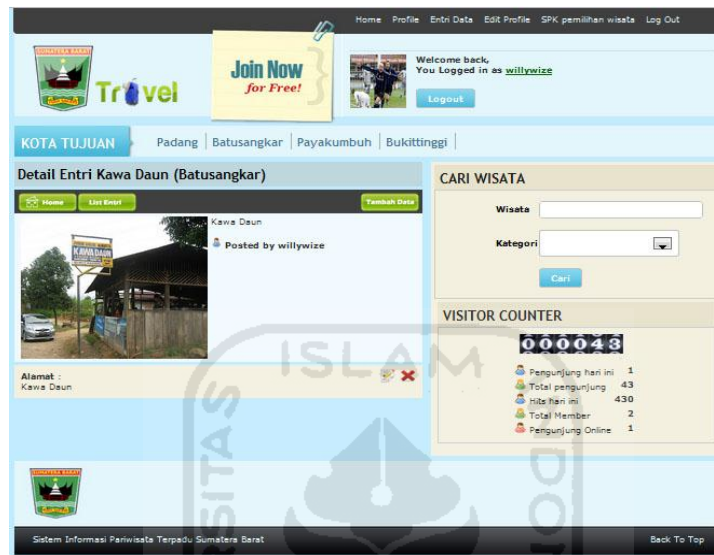 Home Profile Entri Data Edit Profile SPK pemilihan wisata Log Out
SUMATERA BARAT
Travel
Join Now
for Free!
Welcome back,
You Logged in as willywize
Logout
KOTA TUJUAN
Padang Batusangkar Payakumbuh Bukittinggi
Detail Entri Kawa Daun (Batusangkar)
Home List Entri Tambah Data
KAWA DAUN
Kawa Daun
Posted by willywize
Alamat :
Kawa Daun
CARI WISATA
Wisata
Kategori
Cari
VISITOR COUNTER
000043
Pengunjung hari ini 1
Total pengunjung 43
Hits hari ini 430
Total Member 2
Pengunjung Online 1
ISLAM
SUMATERA BARAT
Sistem Informasi Pariwisata Terpadu Sumatera Barat
Back To Top